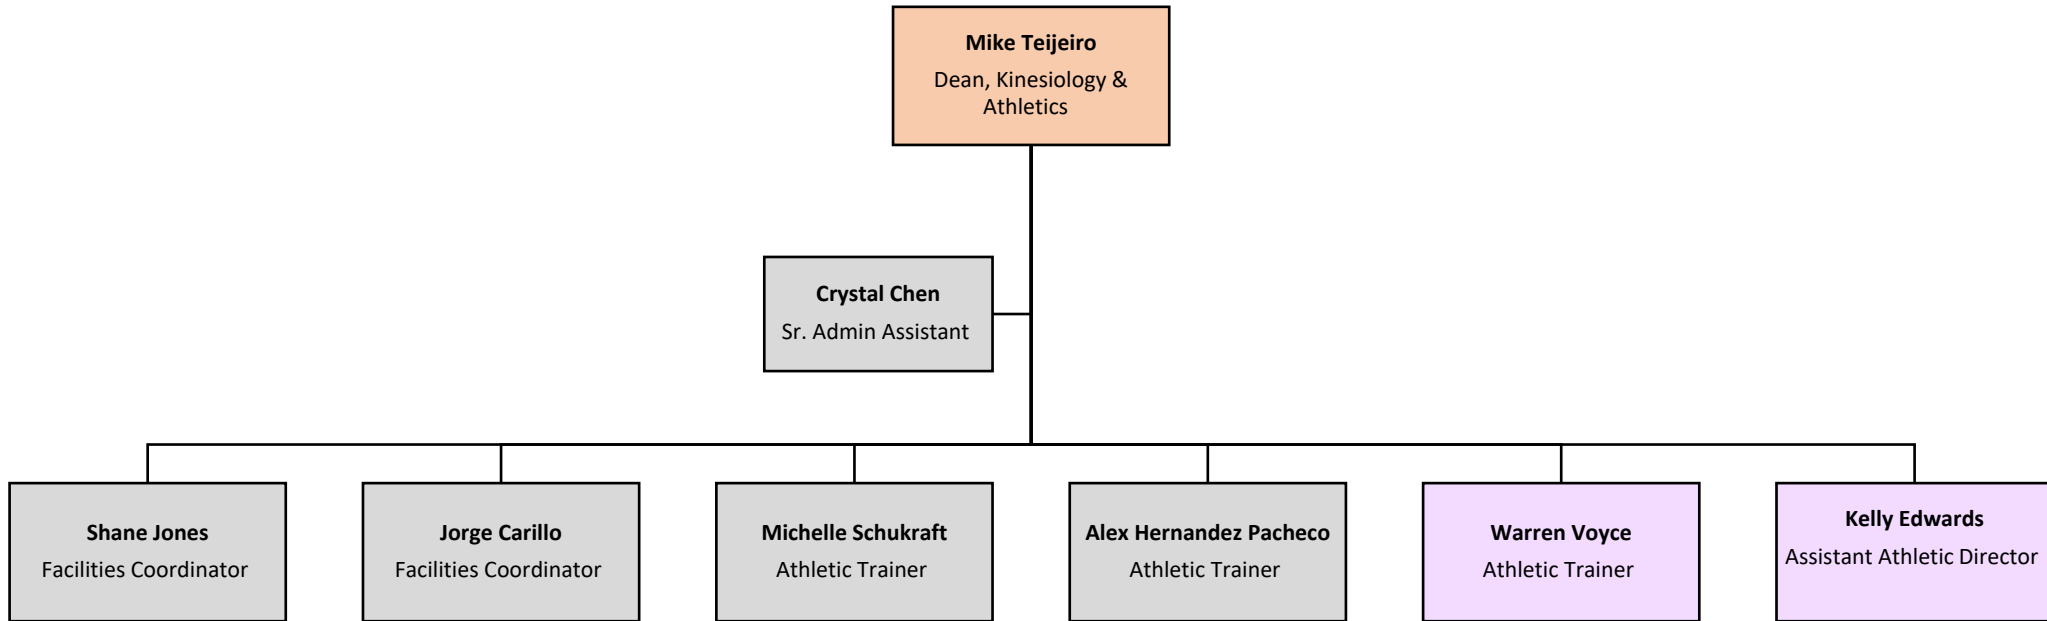 Mike Teijeiro
Dean, Kinesiology &
Athletics
Crystal Chen
Sr. Admin Assistant
Shane Jones
Facilities Coordinator
Jorge Carillo
Facilities Coordinator
Michelle Schukraft
Athletic Trainer
Alex Hernandez Pacheco
Athletic Trainer
Warren Voyce
Athletic Trainer
Kelly Edwards
Assistant Athletic Director